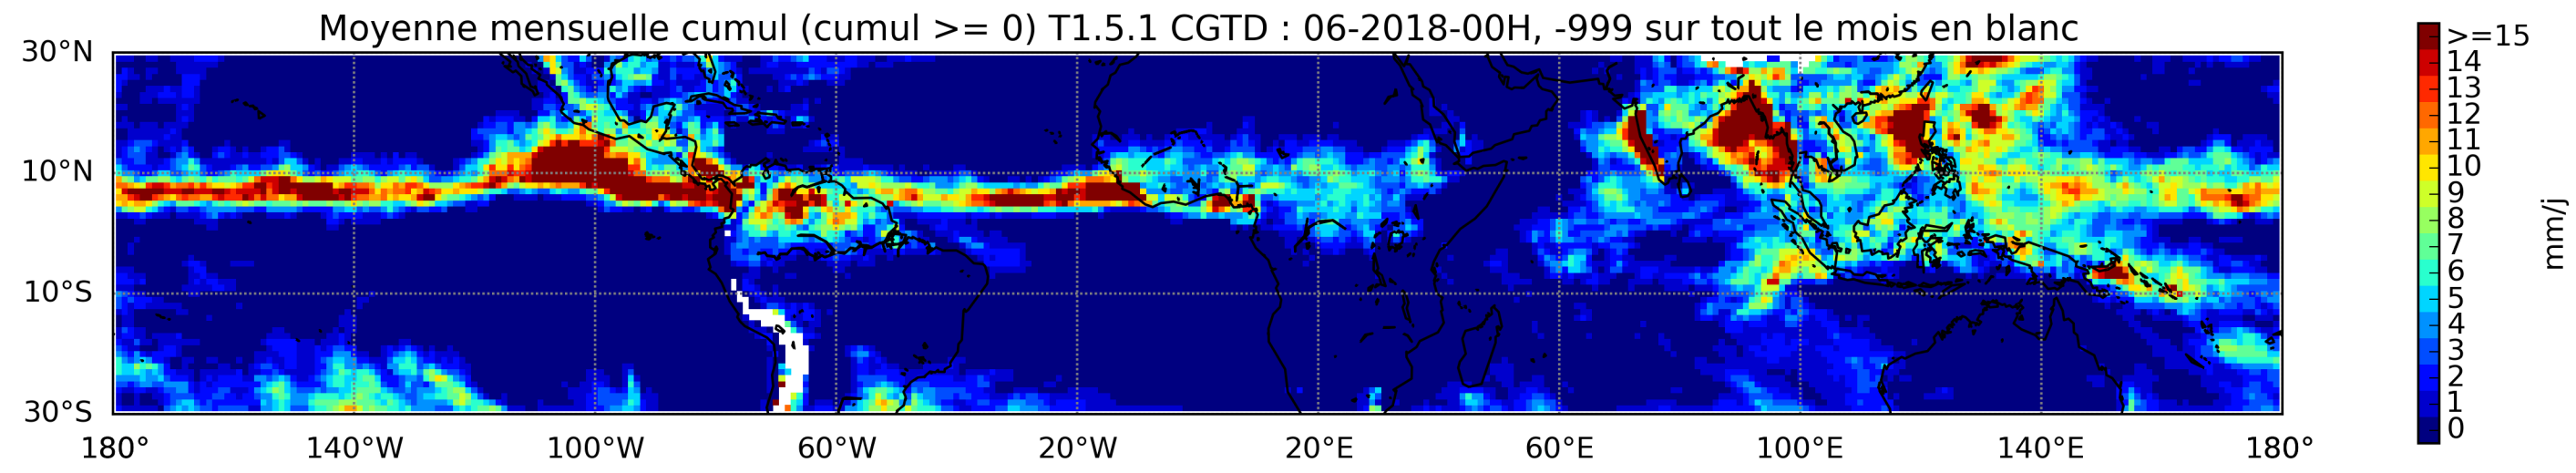 Moyenne mensuelle cumul (cumul >= 0) T1.5.1 CGTD : 06-2018-00H, -999 sur tout le mois en blanc
30°N
10°N
10°S
30°S
180° 140°W 100°W 60°W 20°W 20°E 60°E 100°E 140°E 180°
>=15
14
13
12
11
10
9
8
7
6
5
4
3
2
1
0
mm/j